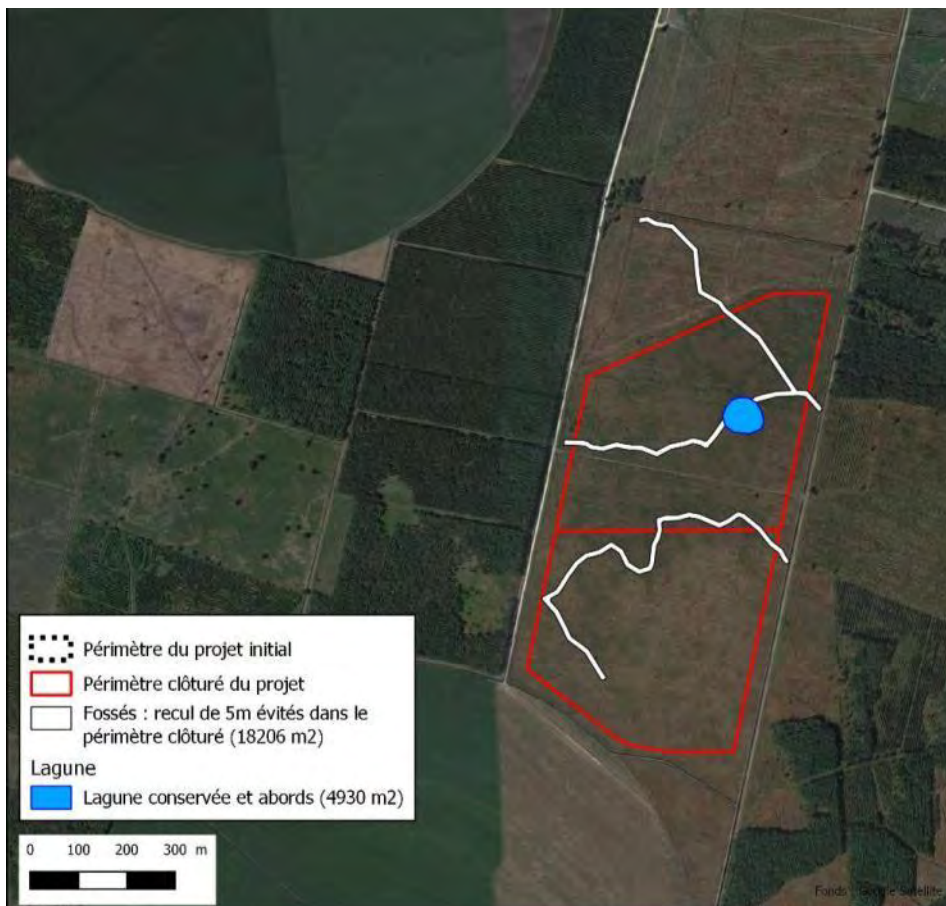 Périmètre du projet initial
Périmètre clôturé du projet
Fossés : recul de 5m évités dans le
périmètre clôturé (18206 m2)
Lagune
Lagune conservée et abords (4930 m2)
0 100 200 300 m
Fonds : Google Satellite